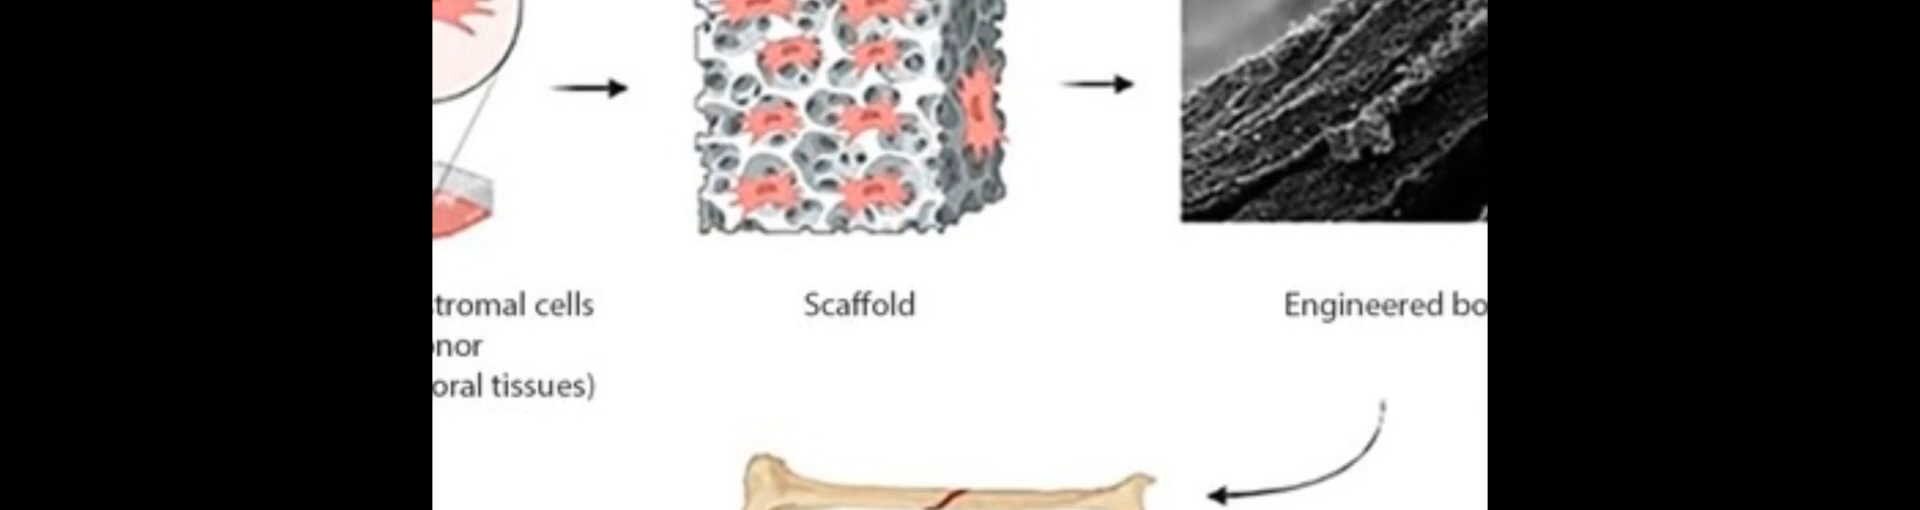 tromal cells
nor
oral tissues)
Scaffold
Engineered bo